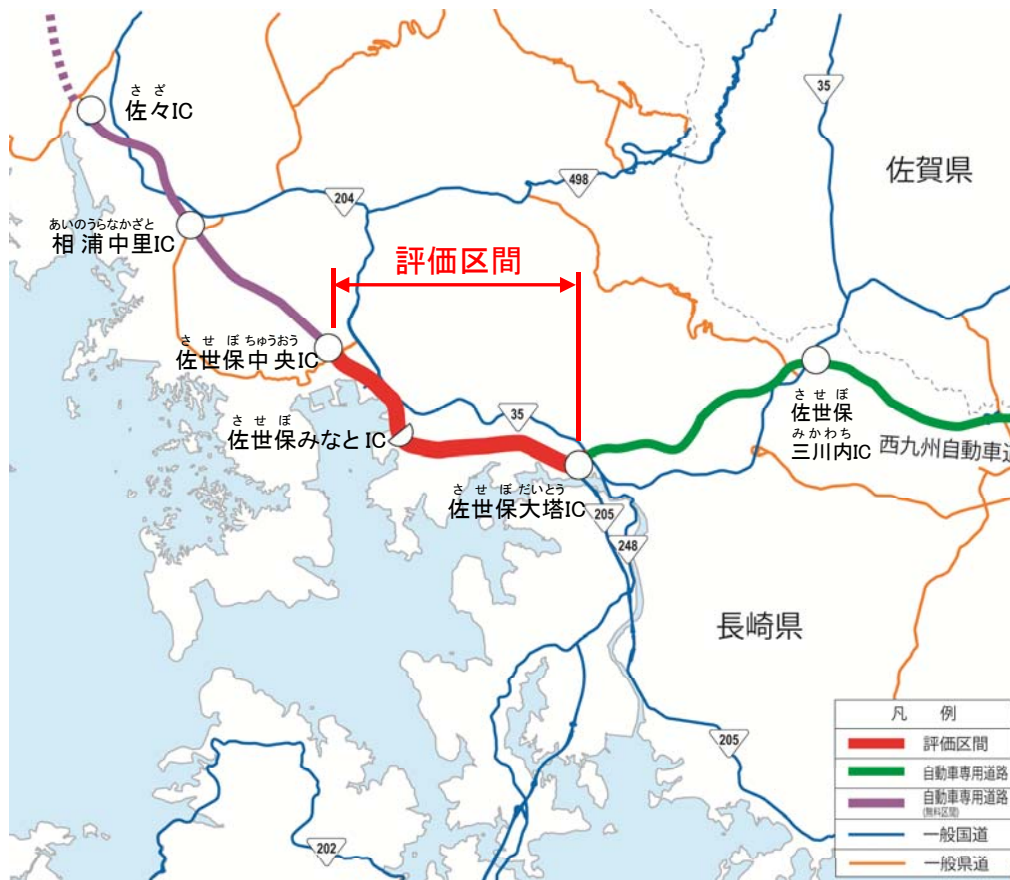 さざ
佐々IC
35
佐賀県
498
204
あいのうらなかざと
相浦中里IC
評価区間
させぼちゅうおう
佐世保中央IC
させぼ
佐世保みなとIC
35
させぼ
佐世保
みかわち
三川内IC
西九州自動車道
させぼだいとう
佐世保大塔IC
205
248
長崎県
205
202
凡 例
評価区間
自動車専用道路
自動車専用道路
(無料区間)
一般国道
一般県道